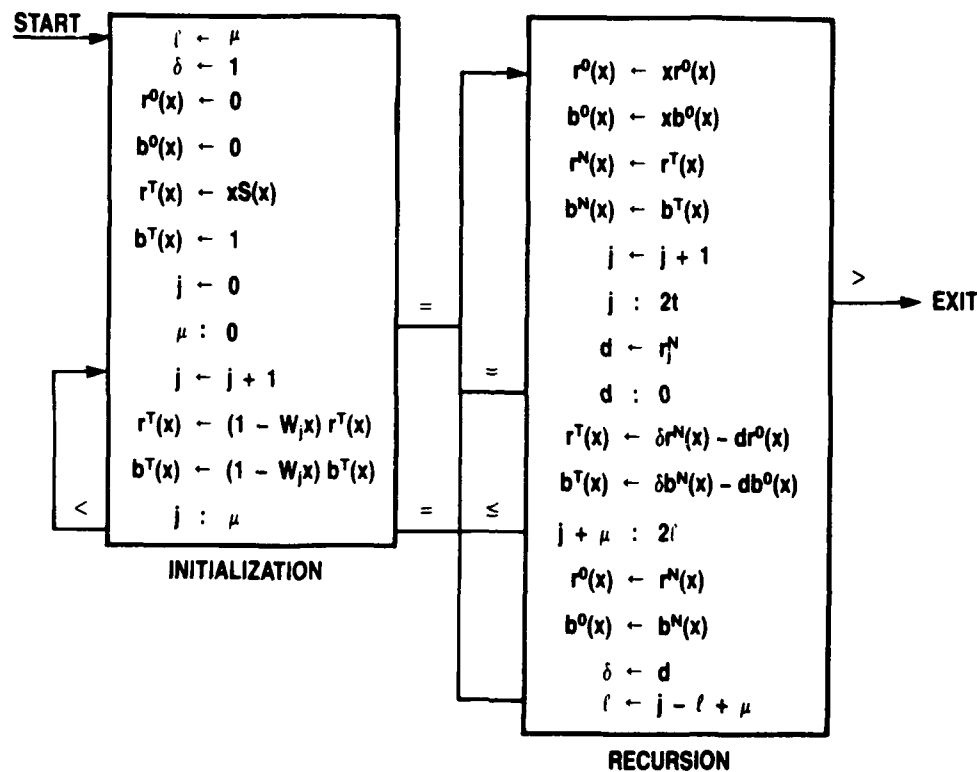 START
ℓ ← μ
δ ← 1
r⁰(x) ← 0
b⁰(x) ← 0
rᵀ(x) ← xS(x)
bᵀ(x) ← 1
j ← 0
μ : 0
=
j ← j + 1
rᵀ(x) ← (1 - Wⱼx) rᵀ(x)
bᵀ(x) ← (1 - Wⱼx) bᵀ(x)
<
j : μ
=
INITIALIZATION
r⁰(x) ← xr⁰(x)
b⁰(x) ← xb⁰(x)
rᴺ(x) ← rᵀ(x)
bᴺ(x) ← bᵀ(x)
j ← j + 1
>
j : 2t
EXIT
d ← rⱼᴺ
=
d : 0
rᵀ(x) ← δrᴺ(x) - dr⁰(x)
bᵀ(x) ← δbᴺ(x) - db⁰(x)
≤
j + μ : 2ℓ
r⁰(x) ← rᴺ(x)
b⁰(x) ← bᴺ(x)
δ ← d
ℓ ← j - ℓ + μ
RECURSION